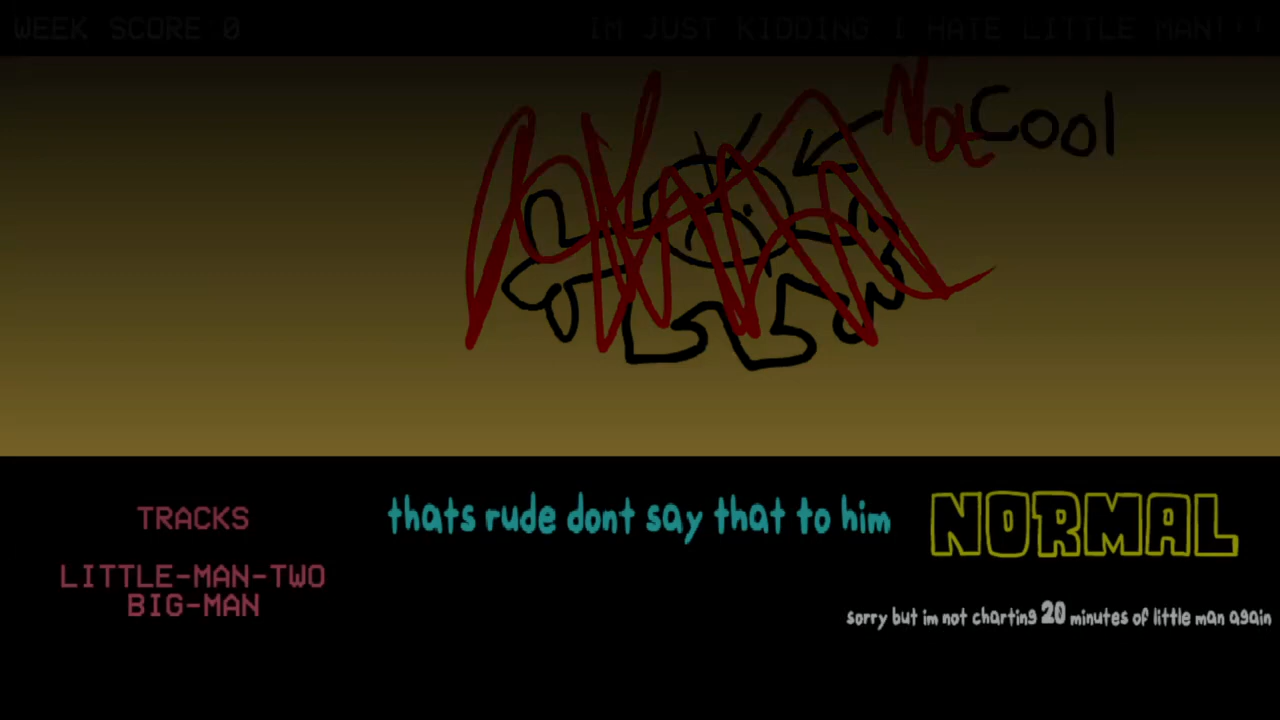 WEEK SCORE:0
IM JUST KIDDING I HATE LITTLE MAN!!!
Not Cool
TRACKS
LITTLE-MAN-TWO
BIG-MAN
thats rude dont say that to him
NORMAL
sorry but im not charting 20 minutes of little man again